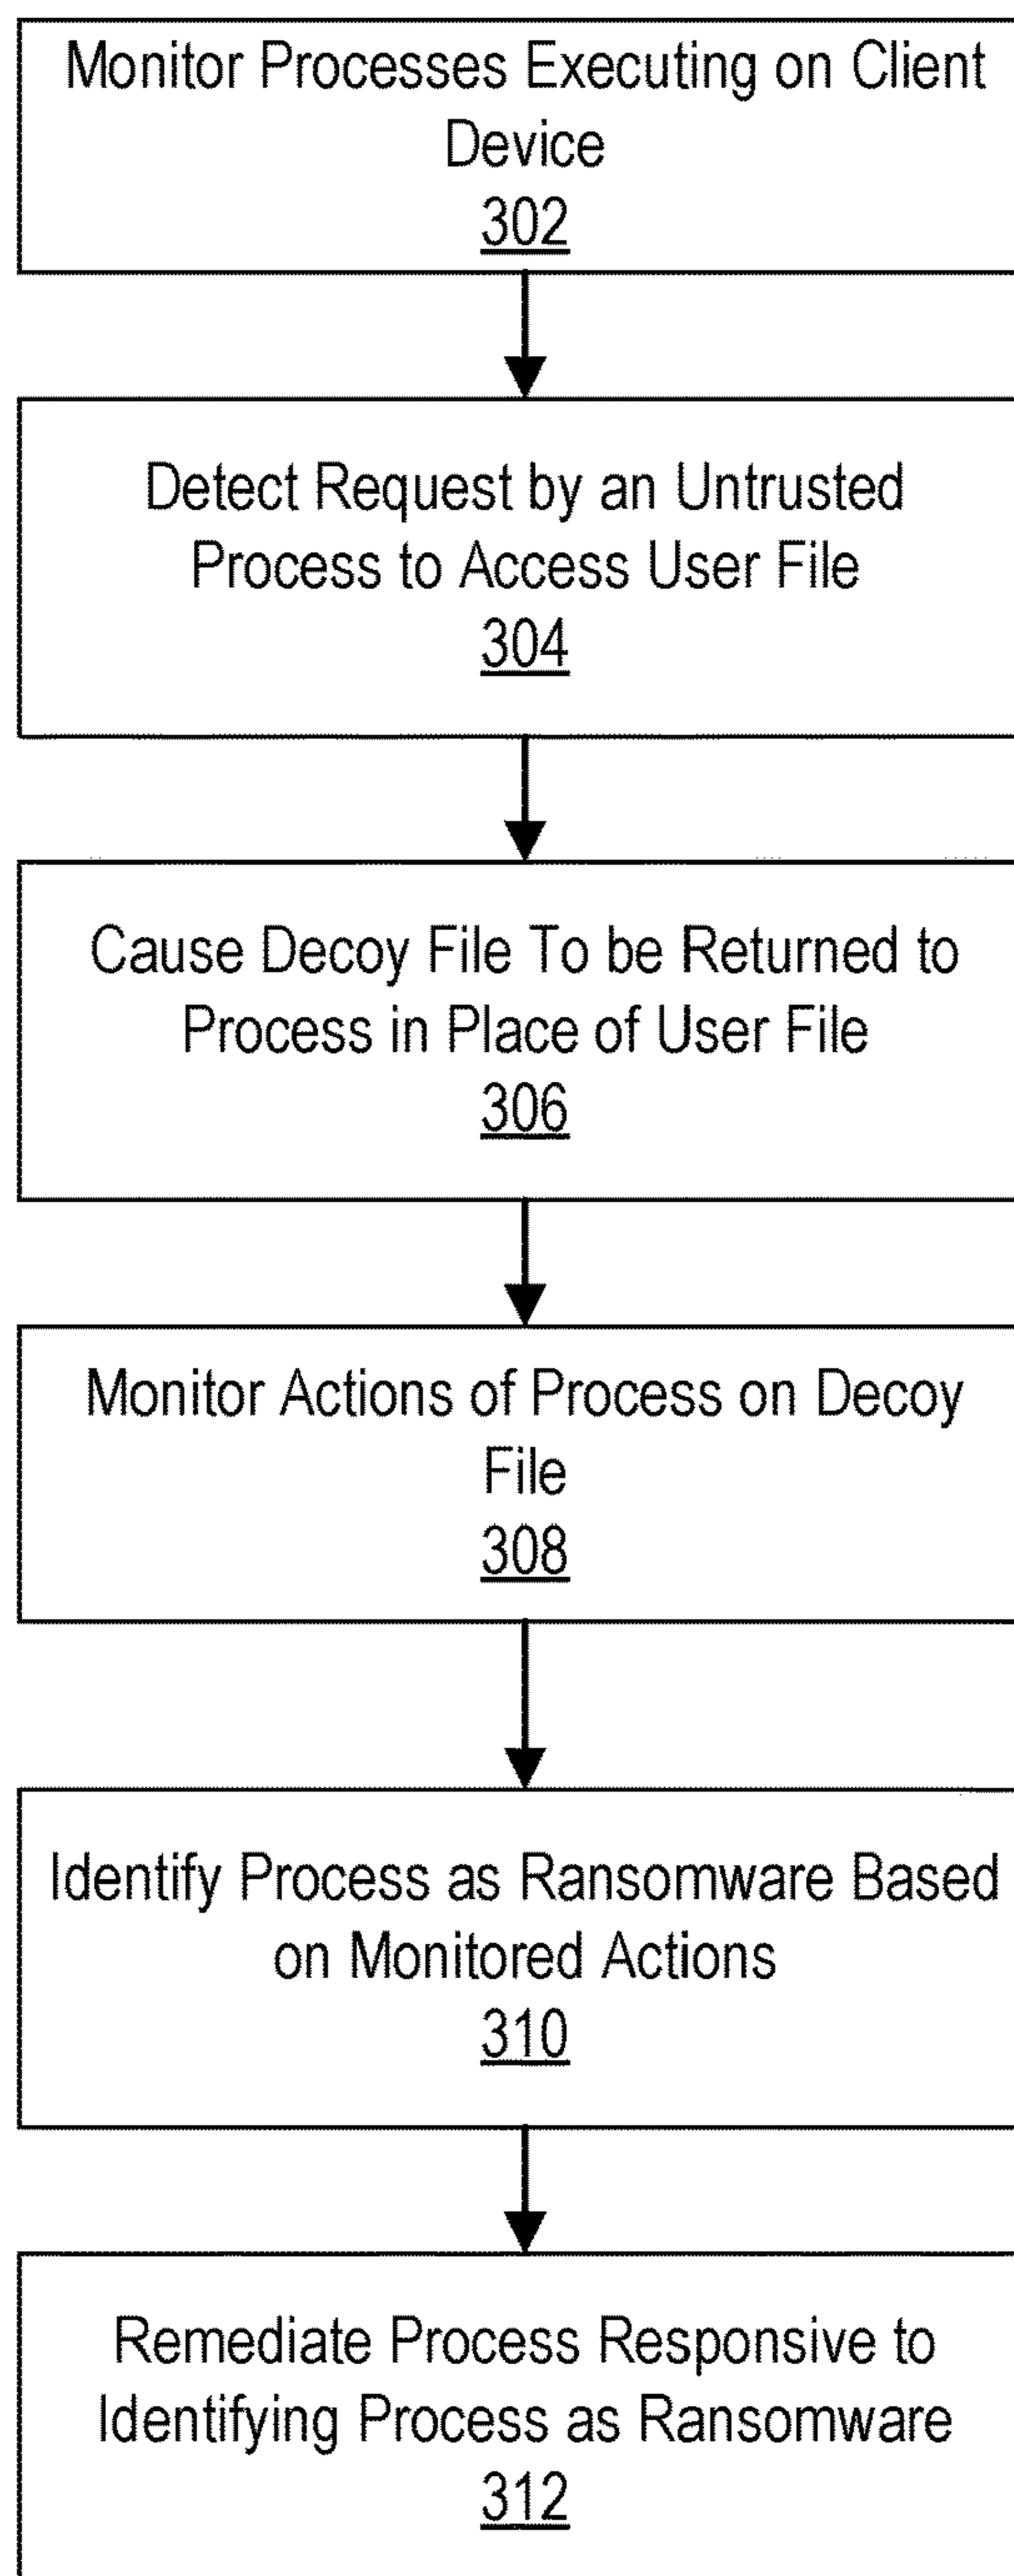 Monitor Processes Executing on Client
Device
302
Detect Request by an Untrusted
Process to Access User File
304
Cause Decoy File To be Returned to
Process in Place of User File
306
Monitor Actions of Process on Decoy
File
308
Identify Process as Ransomware Based
on Monitored Actions
310
Remediate Process Responsive to
Identifying Process as Ransomware
312